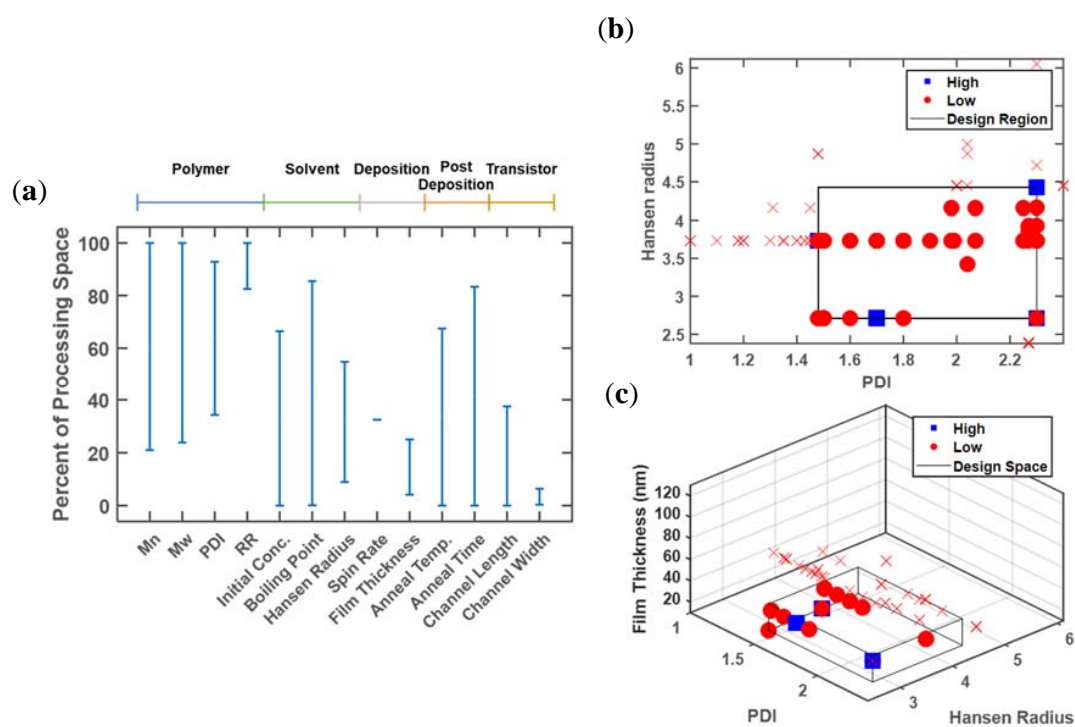 (a)
Polymer Solvent Deposition Post Deposition Transistor
Percent of Processing Space
100
80
60
40
20
0
Mn Mw PDI RR Initial Conc. Boiling Point Hansen Radius Spin Rate Film Thickness Anneal Temp. Anneal Time Channel Length Channel Width
(b)
Hansen radius
6
5.5
5
4.5
4
3.5
3
2.5
1 1.2 1.4 1.6 1.8 2 2.2
PDI
High
Low
Design Region
(c)
Film Thickness (nm)
120
100
80
60
40
20
1
1.5
2
PDI
3
4
5
6
Hansen Radius
High
Low
Design Space